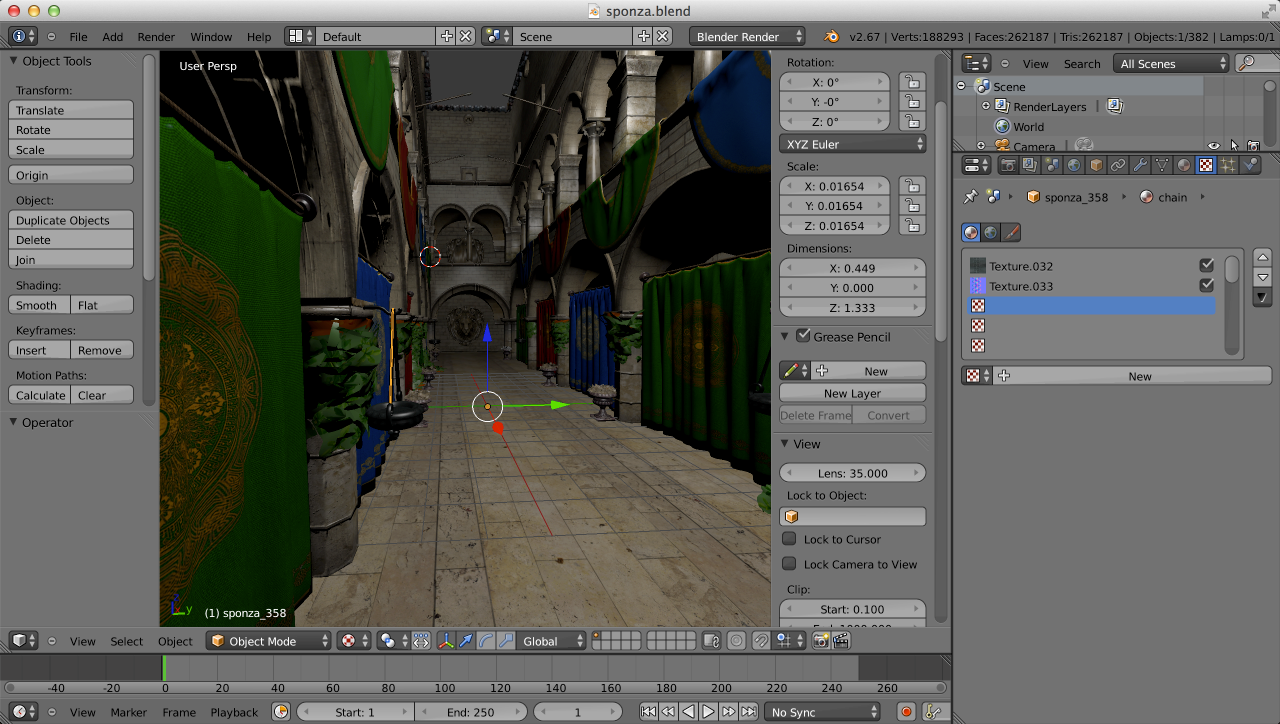 sponza.blend
File Add Render Window Help Default Scene Blender Render v2.67 | Verts:188293 | Faces:262187 | Tris:262187 | Objects:1/382 | Lamps:0/1
Object Tools
Transform:
Translate
Rotate
Scale
Origin
Object:
Duplicate Objects
Delete
Join
Shading:
Smooth Flat
Keyframes:
Insert Remove
Motion Paths:
Calculate Clear
Operator
User Persp
(1) sponza_358
Rotation:
X: 0°
Y: -0°
Z: 0°
XYZ Euler
Scale:
X: 0.01654
Y: 0.01654
Z: 0.01654
Dimensions:
X: 0.449
Y: 0.000
Z: 1.333
Grease Pencil
New
New Layer
Delete Frame Convert
View
Lens: 35.000
Lock to Object:
Lock to Cursor
Lock Camera to View
Clip:
Start: 0.100
View Search All Scenes
Scene
RenderLayers
World
Camera
sponza_358 chain
Texture.032
Texture.033
New
View Select Object Object Mode Global
-40 -20 0 20 40 60 80 100 120 140 160 180 200 220 240 260
View Marker Frame Playback Start: 1 End: 250 1 No Sync